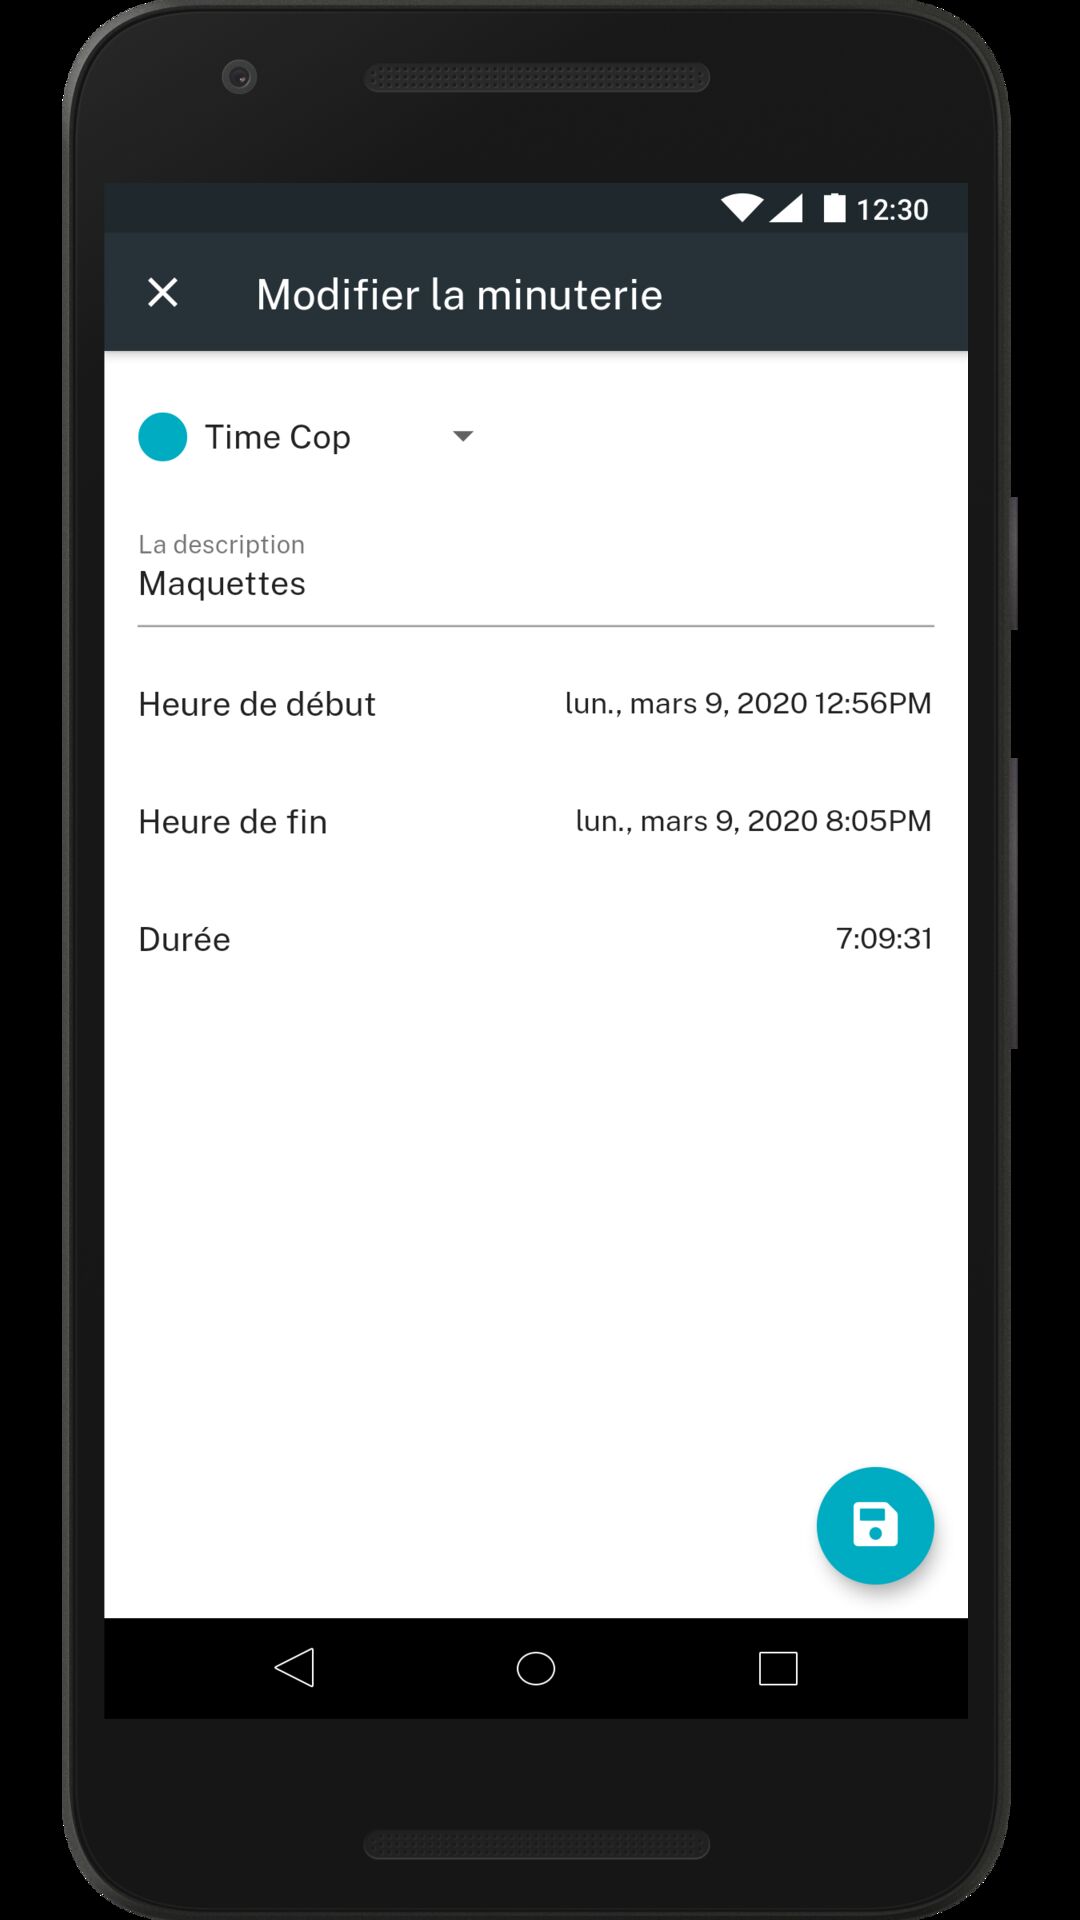 12:30
Modifier la minuterie
Time Cop
La description
Maquettes
Heure de début lun., mars 9, 2020 12:56PM
Heure de fin lun., mars 9, 2020 8:05PM
Durée 7:09:31